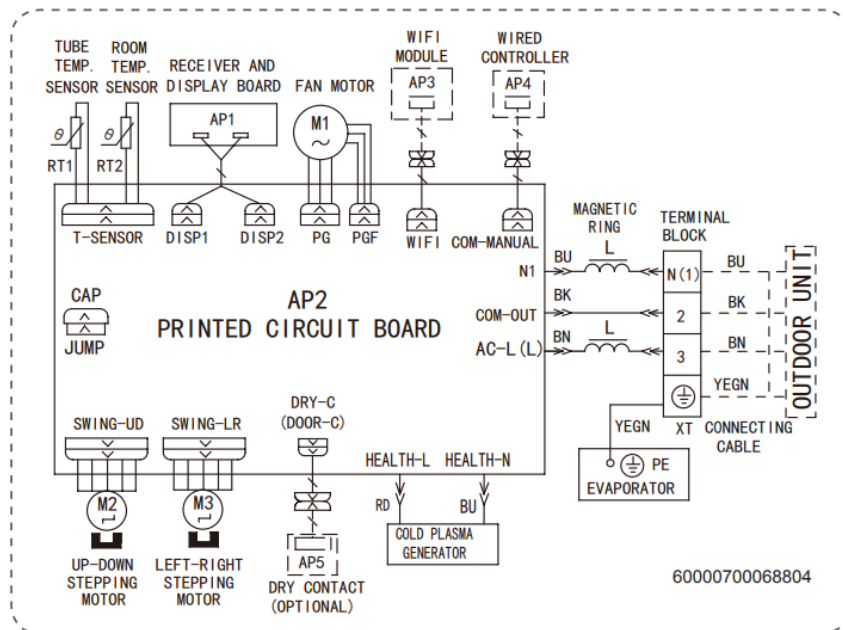 TUBE TEMP. SENSOR
ROOM TEMP. SENSOR
RECEIVER AND
DISPLAY BOARD
FAN MOTOR
WIFI
MODULE
WIRED
CONTROLLER
AP1
M1
~
AP3
AP4
θ
RT1
θ
RT2
T-SENSOR
DISP1
DISP2
PG
PGF
WIFI
COM-MANUAL
MAGNETIC
RING
TERMINAL
BLOCK
N1
BU
L
N(1)
BU
COM-OUT
BK
2
BK
AC-L(L)
BN
L
3
BN
YEGN
OUTDOOR UNIT
CAP
JUMP
AP2
PRINTED CIRCUIT BOARD
XT
CONNECTING
CABLE
YEGN
PE
EVAPORATOR
SWING-UD
SWING-LR
DRY-C
(DOOR-C)
HEALTH-L
HEALTH-N
M2
M3
RD
BU
COLD PLASMA
GENERATOR
AP5
UP-DOWN
STEPPING
MOTOR
LEFT-RIGHT
STEPPING
MOTOR
DRY CONTACT
(OPTIONAL)
60000700068804